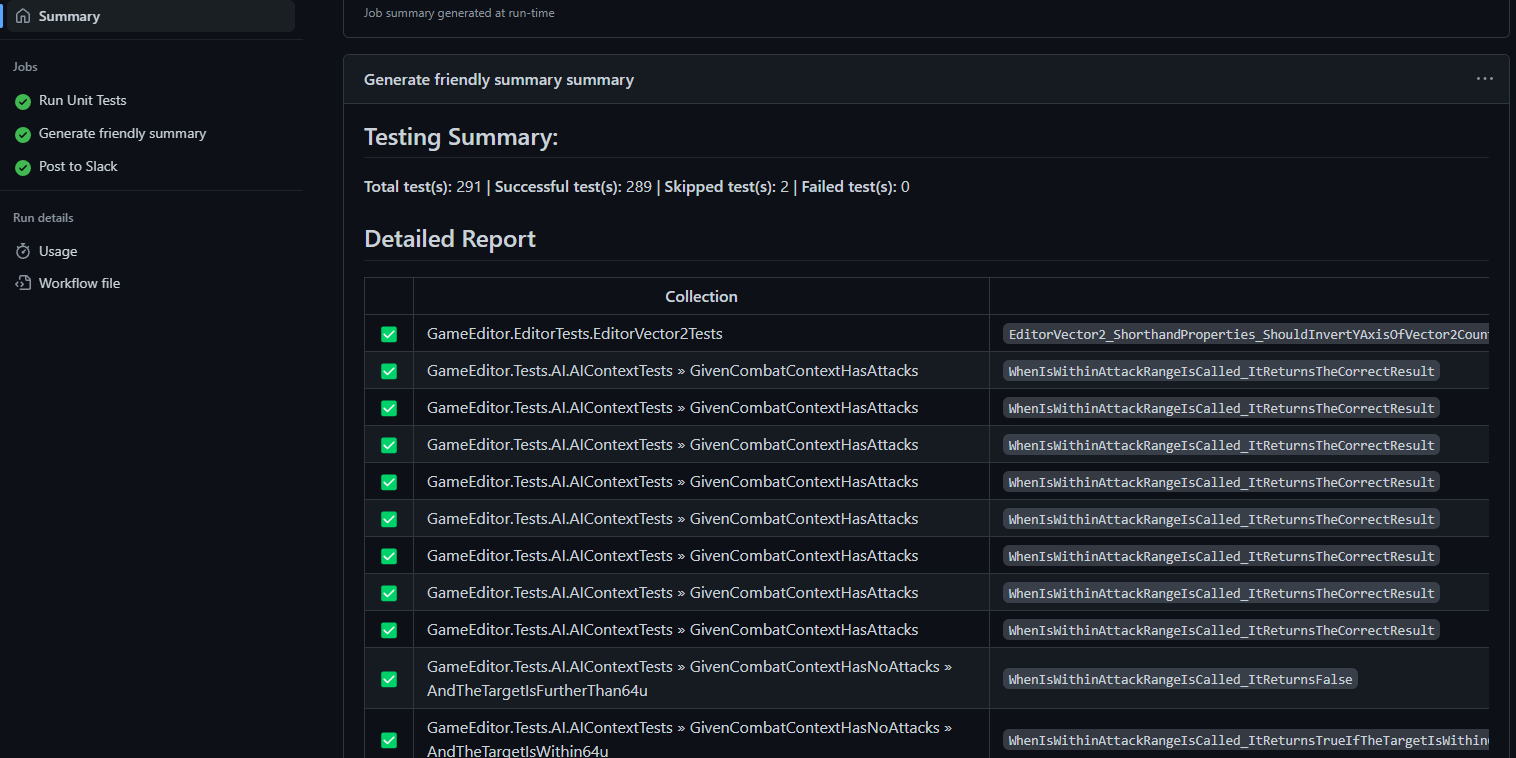 Summary
Jobs
Run Unit Tests
Generate friendly summary
Post to Slack
Run details
Usage
Workflow file
Job summary generated at run-time
Generate friendly summary summary
Testing Summary:
Total test(s): 291 | Successful test(s): 289 | Skipped test(s): 2 | Failed test(s): 0
Detailed Report
Collection
GameEditor.EditorTests.EditorVector2Tests EditorVector2_ShorthandProperties_ShouldInvertYAxisOfVector2Coun
GameEditor.Tests.AI.AIContextTests » GivenCombatContextHasAttacks WhenIsWithinAttackRangeIsCalled_ItReturnsTheCorrectResult
GameEditor.Tests.AI.AIContextTests » GivenCombatContextHasAttacks WhenIsWithinAttackRangeIsCalled_ItReturnsTheCorrectResult
GameEditor.Tests.AI.AIContextTests » GivenCombatContextHasAttacks WhenIsWithinAttackRangeIsCalled_ItReturnsTheCorrectResult
GameEditor.Tests.AI.AIContextTests » GivenCombatContextHasAttacks WhenIsWithinAttackRangeIsCalled_ItReturnsTheCorrectResult
GameEditor.Tests.AI.AIContextTests » GivenCombatContextHasAttacks WhenIsWithinAttackRangeIsCalled_ItReturnsTheCorrectResult
GameEditor.Tests.AI.AIContextTests » GivenCombatContextHasAttacks WhenIsWithinAttackRangeIsCalled_ItReturnsTheCorrectResult
GameEditor.Tests.AI.AIContextTests » GivenCombatContextHasAttacks WhenIsWithinAttackRangeIsCalled_ItReturnsTheCorrectResult
GameEditor.Tests.AI.AIContextTests » GivenCombatContextHasAttacks WhenIsWithinAttackRangeIsCalled_ItReturnsTheCorrectResult
GameEditor.Tests.AI.AIContextTests » GivenCombatContextHasNoAttacks »
AndTheTargetIsFurtherThan64u
WhenIsWithinAttackRangeIsCalled_ItReturnsFalse
GameEditor.Tests.AI.AIContextTests » GivenCombatContextHasNoAttacks »
AndTheTargetIsWithin64u
WhenIsWithinAttackRangeIsCalled_ItReturnsTrueIfTheTargetIsWithin